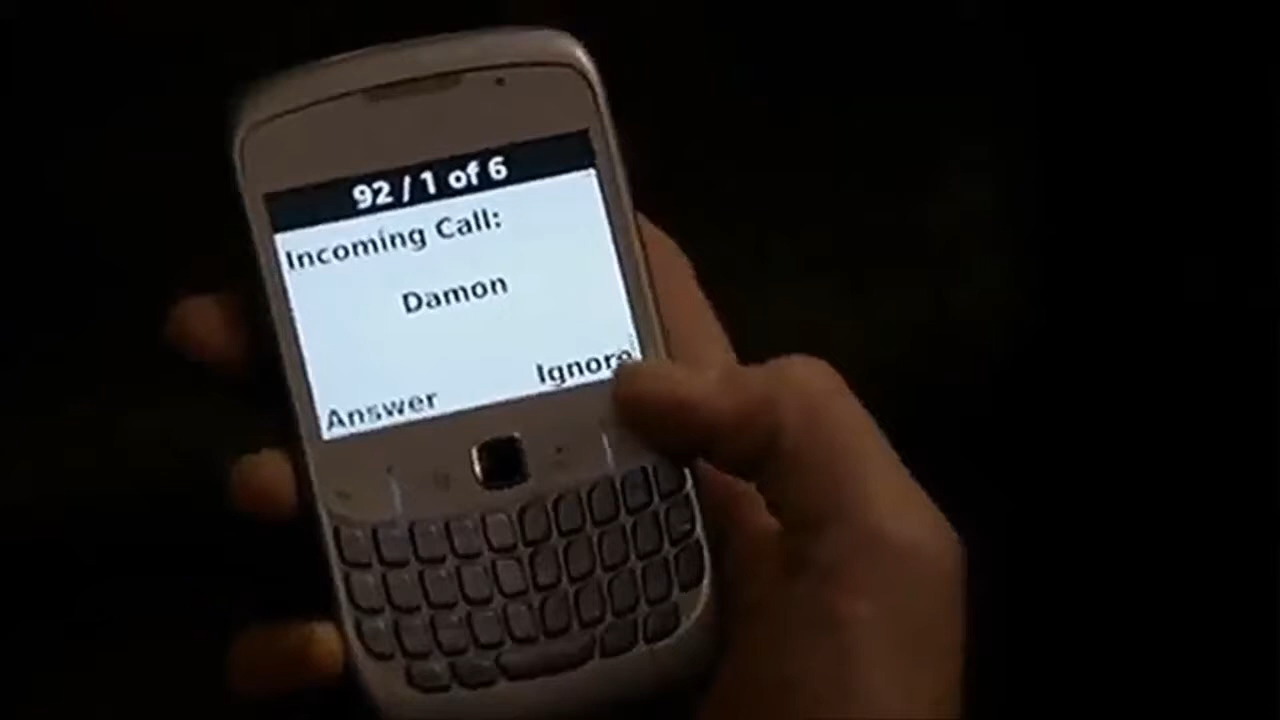 92 / 1 of 6
Incoming Call:
Damon
Ignore
Answer